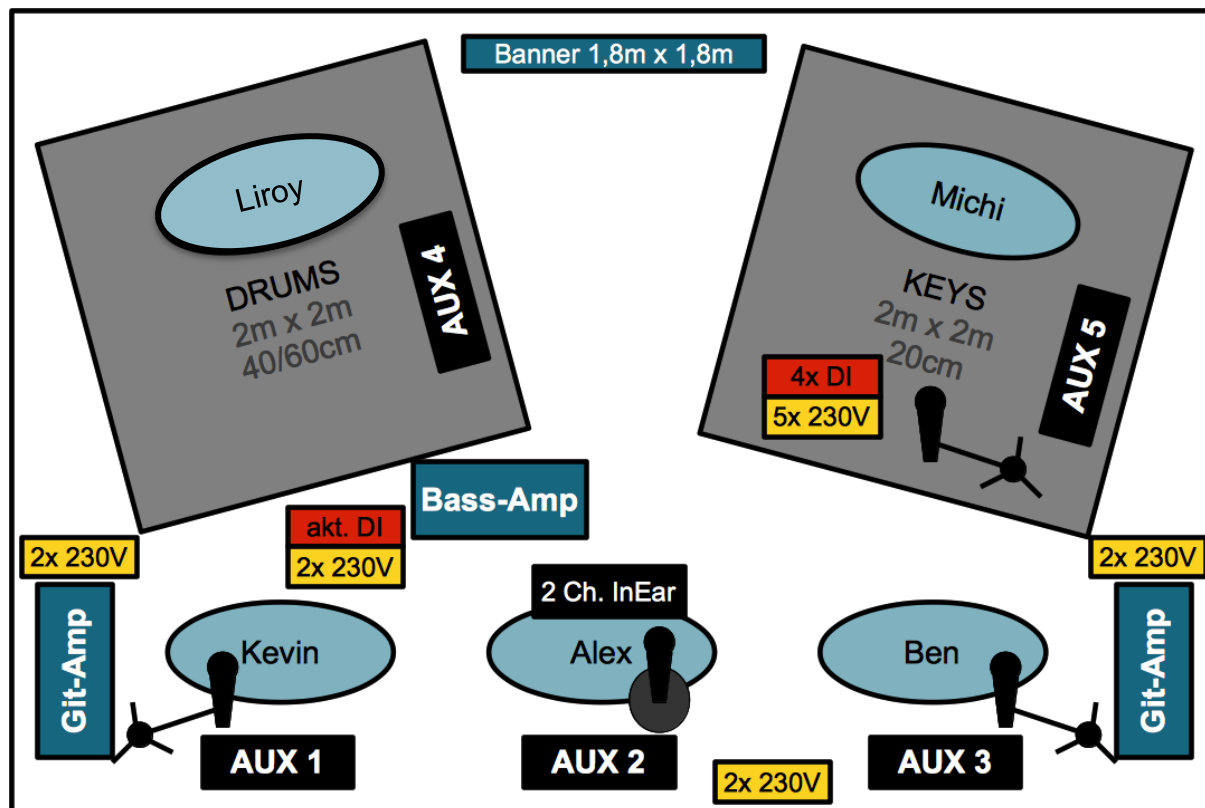 Banner 1,8m x 1,8m
Liroy
DRUMS
2m x 2m
40/60cm
AUX 4
Michi
KEYS
2m x 2m
20cm
AUX 5
4x DI
5x 230V
Bass-Amp
akt. DI
2x 230V
2x 230V
Git-Amp
2x 230V
Git-Amp
Kevin
2 Ch. InEar
Alex
Ben
AUX 1
AUX 2
2x 230V
AUX 3